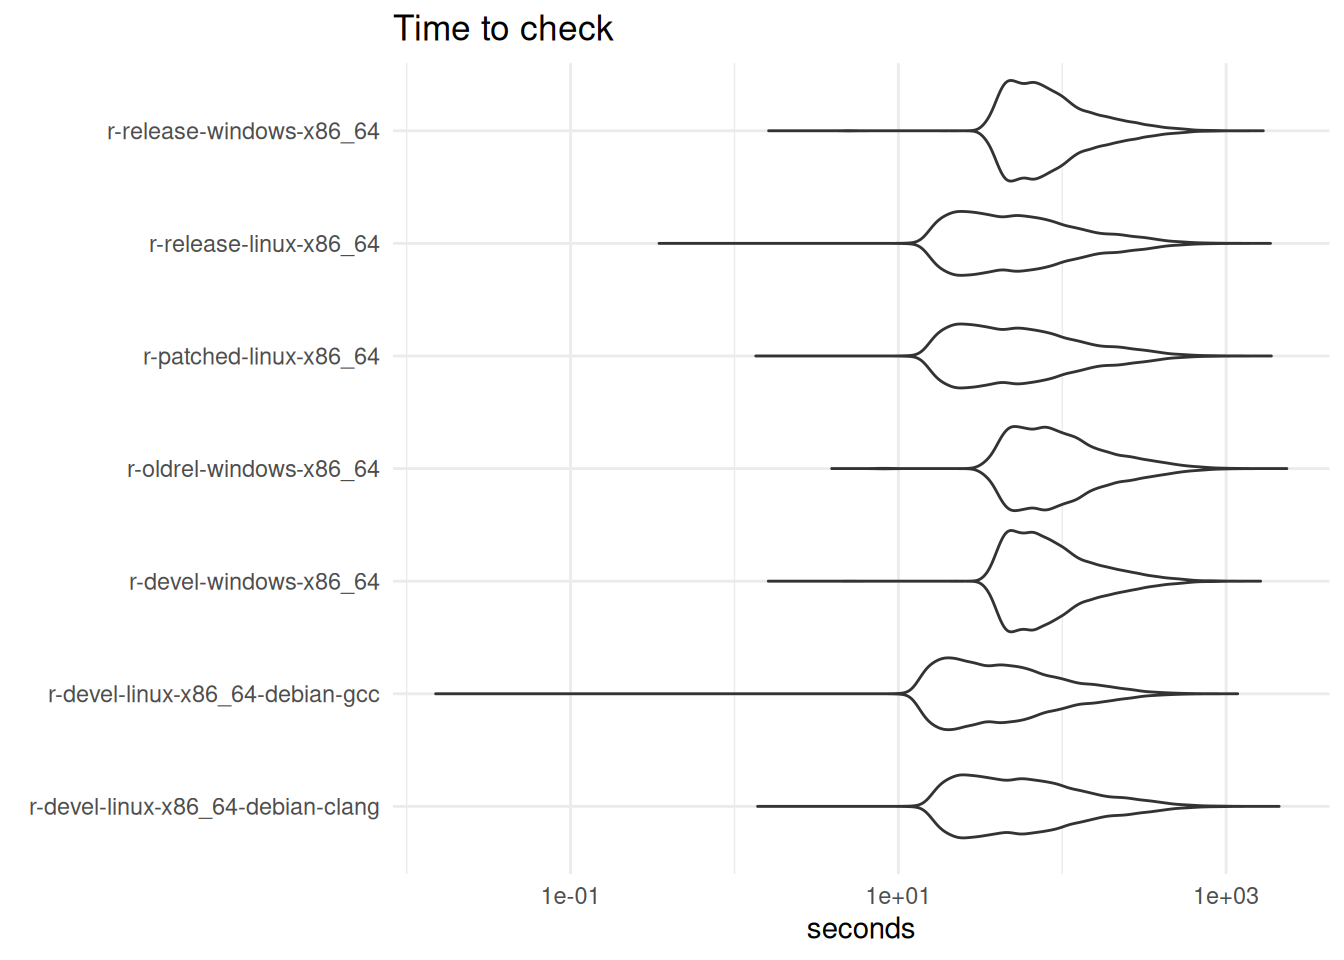 Time to check
r-release-windows-x86_64
r-release-linux-x86_64
r-patched-linux-x86_64
r-oldrel-windows-x86_64
r-devel-windows-x86_64
r-devel-linux-x86_64-debian-gcc
r-devel-linux-x86_64-debian-clang
1e-01 1e+01 1e+03
seconds